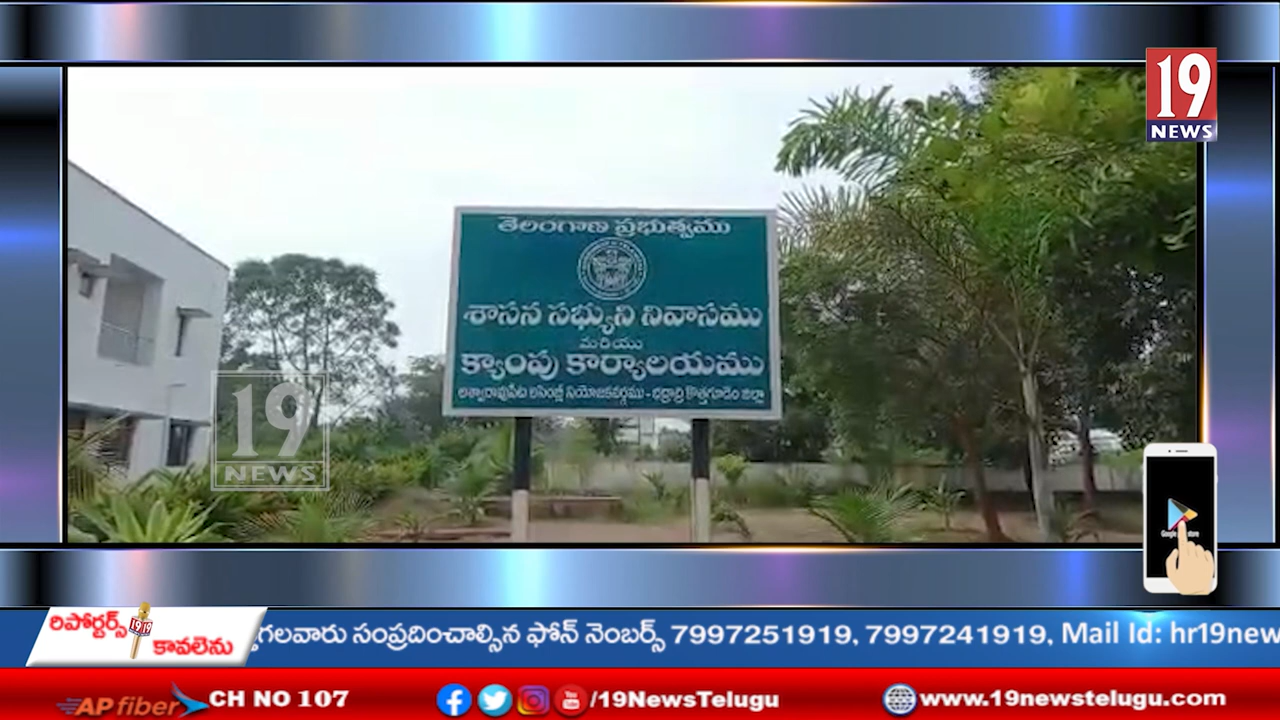 19
NEWS
తెలంగాణ ప్రభుత్వము
శాసన సభ్యుని నివాసము
మరియు
క్యాంపు కార్యాలయము
అశ్వారావుపేట అసెంబ్లీ నియోజకవర్గము - భద్రాద్రి కొత్తగూడెం జిల్లా
19
NEWS
రిపోర్టర్స్
కావలెను
గలవారు సంప్రదించాల్సిన ఫోన్ నెంబర్స్ 7997251919, 7997241919, Mail Id: hr19new
AP fiber CH NO 107
/19NewsTelugu
www.19newstelugu.com